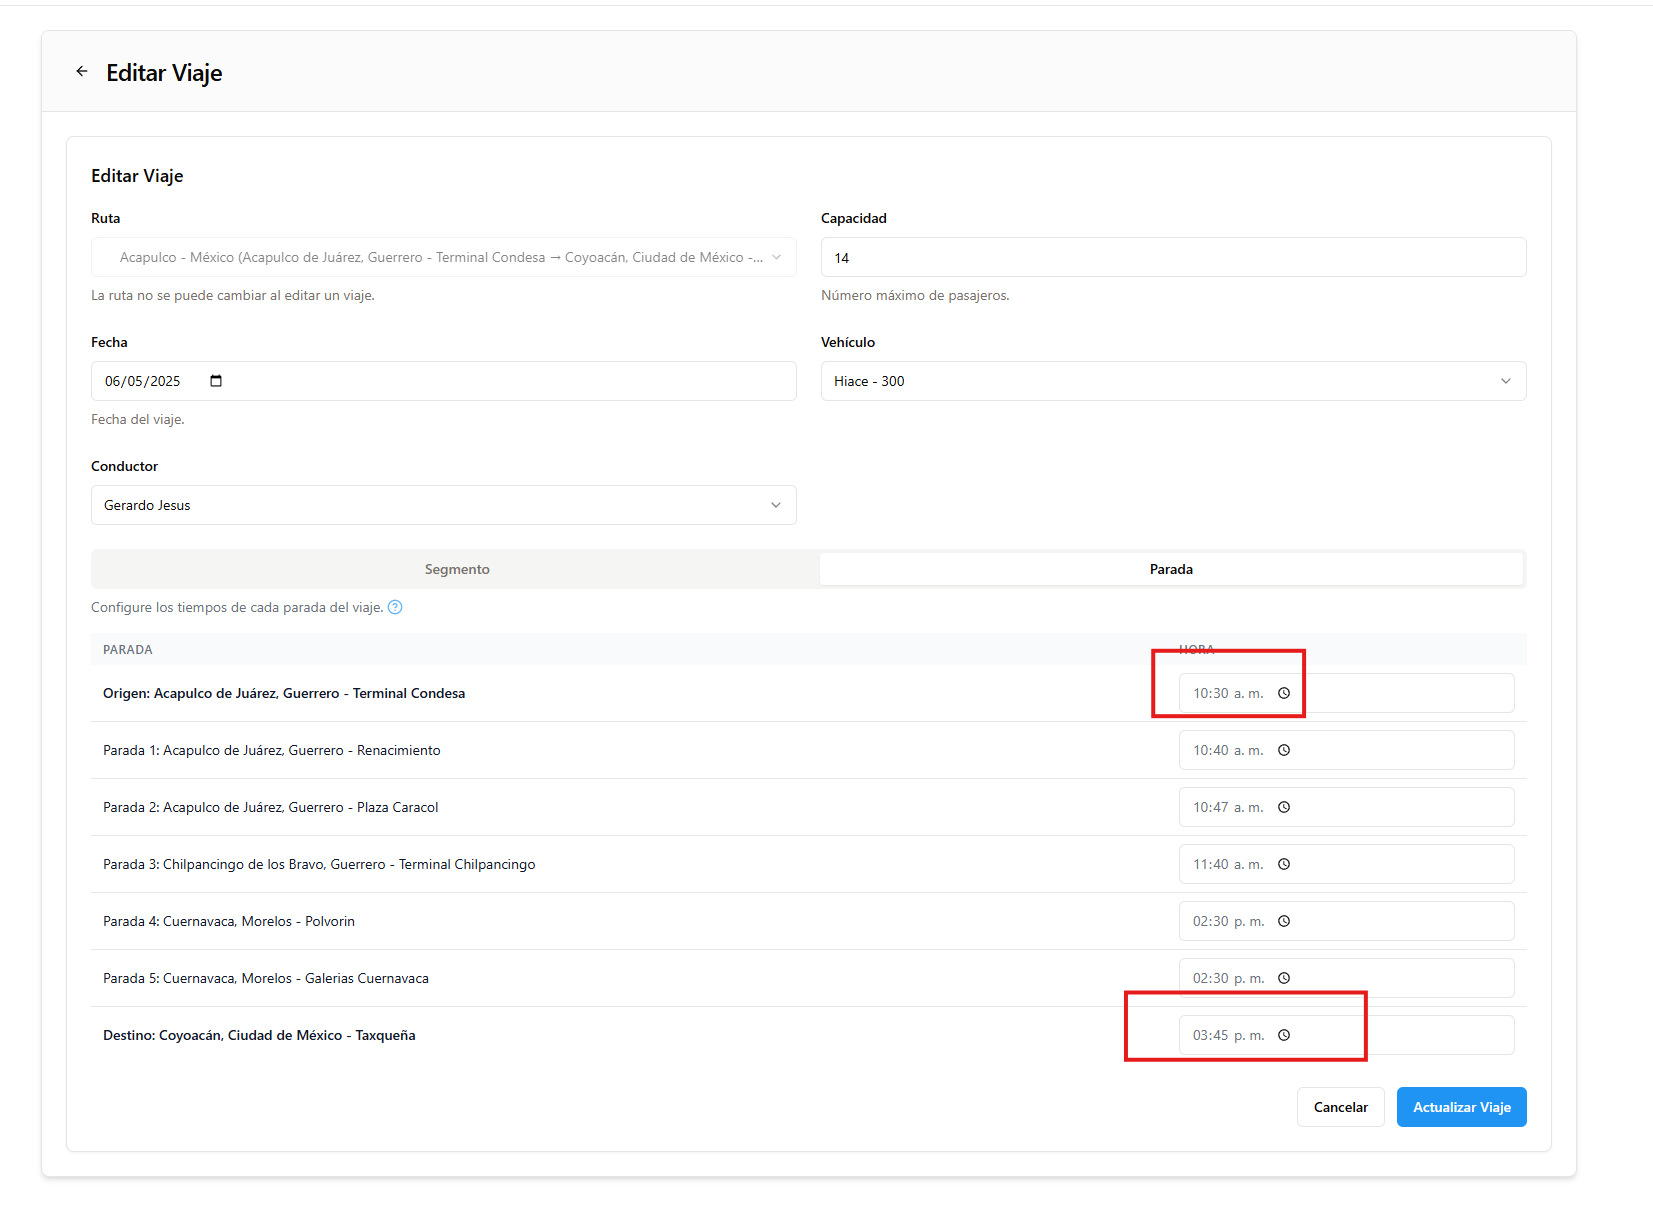 Editar Viaje
Editar Viaje
Ruta
Capacidad
Acapulco - México (Acapulco de Juárez, Guerrero - Terminal Condesa → Coyoacán, Ciudad de México -...
14
La ruta no se puede cambiar al editar un viaje.
Número máximo de pasajeros.
Fecha
Vehículo
06/05/2025
Hiace - 300
Fecha del viaje.
Conductor
Gerardo Jesus
Segmento
Parada
Configure los tiempos de cada parada del viaje. ?
PARADA
HORA
Origen: Acapulco de Juárez, Guerrero - Terminal Condesa
10:30 a. m.
Parada 1: Acapulco de Juárez, Guerrero - Renacimiento
10:40 a. m.
Parada 2: Acapulco de Juárez, Guerrero - Plaza Caracol
10:47 a. m.
Parada 3: Chilpancingo de los Bravo, Guerrero - Terminal Chilpancingo
11:40 a. m.
Parada 4: Cuernavaca, Morelos - Polvorin
02:30 p. m.
Parada 5: Cuernavaca, Morelos - Galerias Cuernavaca
02:30 p. m.
Destino: Coyoacán, Ciudad de México - Taxqueña
03:45 p. m.
Cancelar
Actualizar Viaje